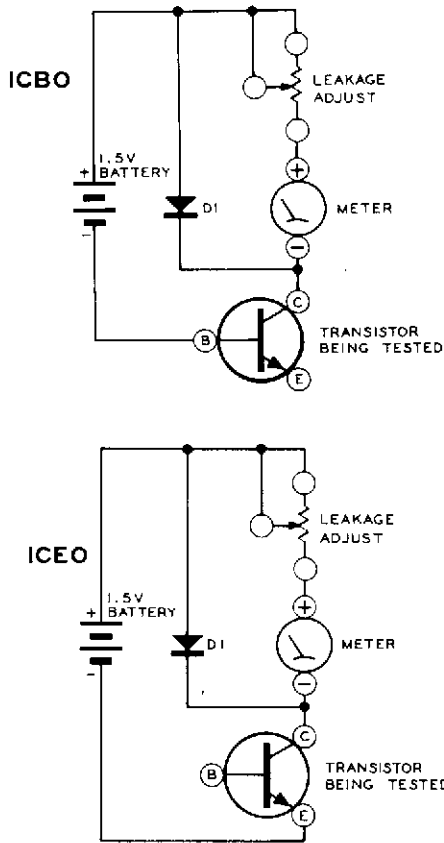 ICBO
LEAKAGE
ADJUST
+
1.5V
BATTERY
-
D1
+
METER
-
C
B
TRANSISTOR
BEING TESTED
E
ICEO
LEAKAGE
ADJUST
1.5V
+
BATTERY
-
D1
+
METER
-
C
B
TRANSISTOR
BEING TESTED
E